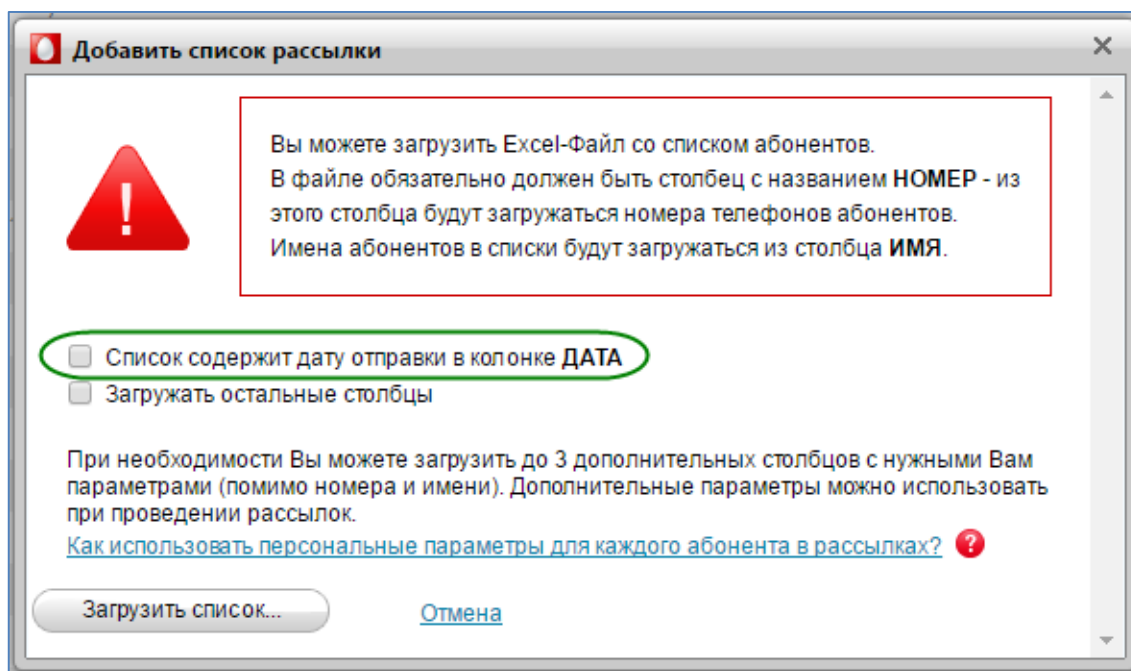 Добавить список рассылки
Вы можете загрузить Excel-Файл со списком абонентов.
В файле обязательно должен быть столбец с названием НОМЕР - из
этого столбца будут загружаться номера телефонов абонентов.
Имена абонентов в списки будут загружаться из столбца ИМЯ.
Список содержит дату отправки в колонке ДАТА
Загружать остальные столбцы
При необходимости Вы можете загрузить до 3 дополнительных столбцов с нужными Вам
параметрами (помимо номера и имени). Дополнительные параметры можно использовать
при проведении рассылок.
Как использовать персональные параметры для каждого абонента в рассылках? ?
Загрузить список... Отмена